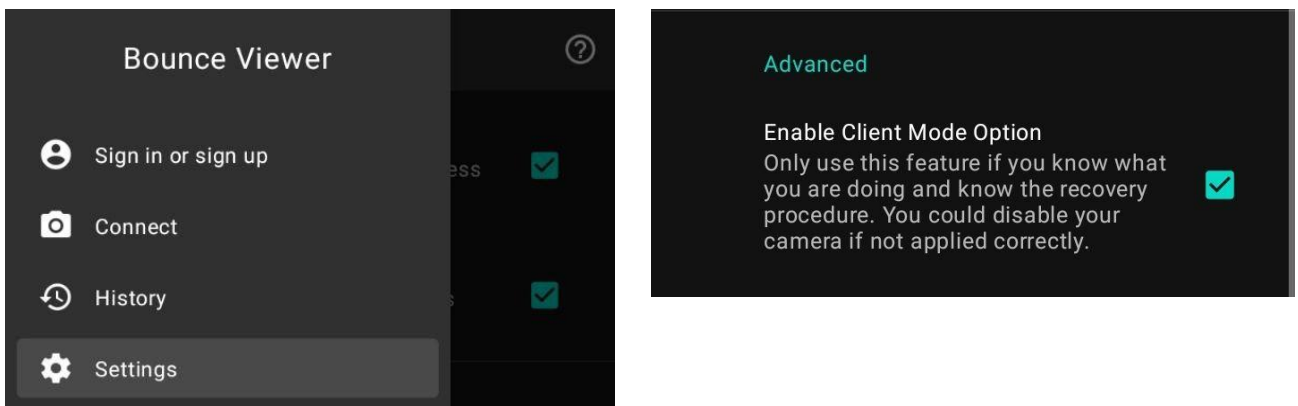 Bounce Viewer
Sign in or sign up
ess
Connect
History
s
Settings
Advanced
Enable Client Mode Option
Only use this feature if you know what
you are doing and know the recovery
procedure. You could disable your
camera if not applied correctly.